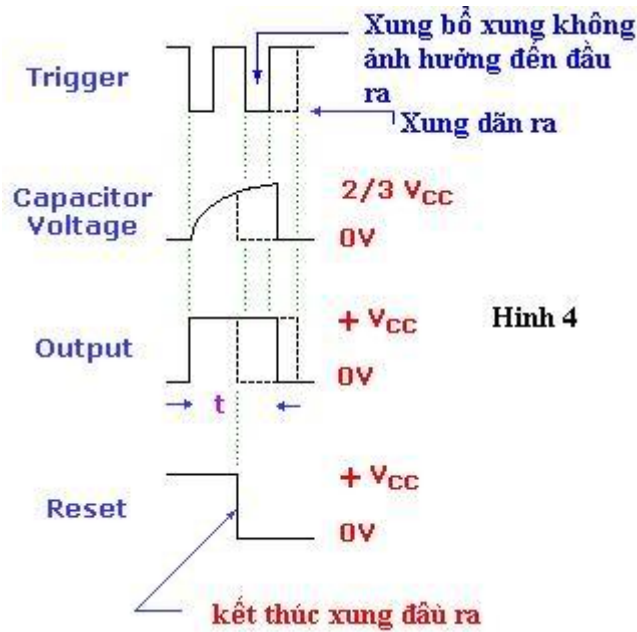 Xung bổ xung không
ảnh hưởng đến đầu
ra
Trigger
Xung dãn ra
Capacitor
Voltage
2/3 VCC
0V
Output
+ VCC
0V
Hình 4
t
Reset
+ VCC
0V
kết thúc xung đầù ra